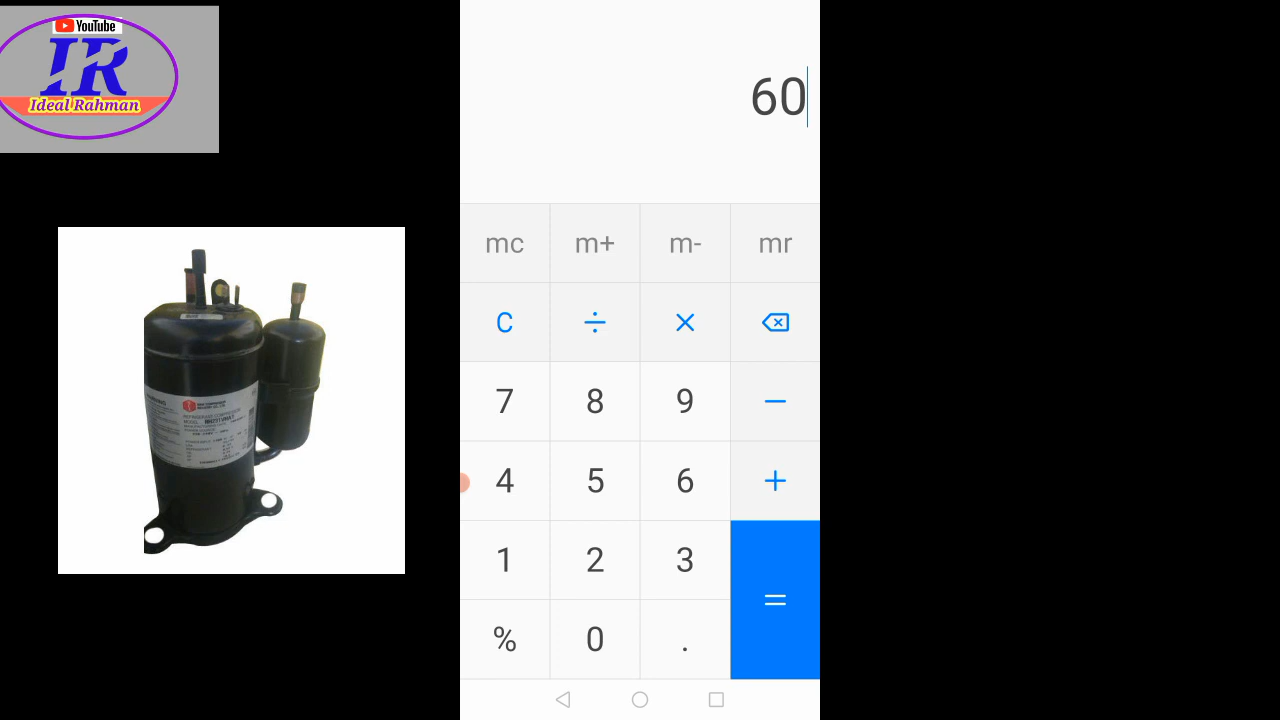 YouTube
IR
Ideal Rahman
60
mc m+ m- mr
C ÷ ×
7 8 9 −
4 5 6 +
1 2 3
% 0 . =